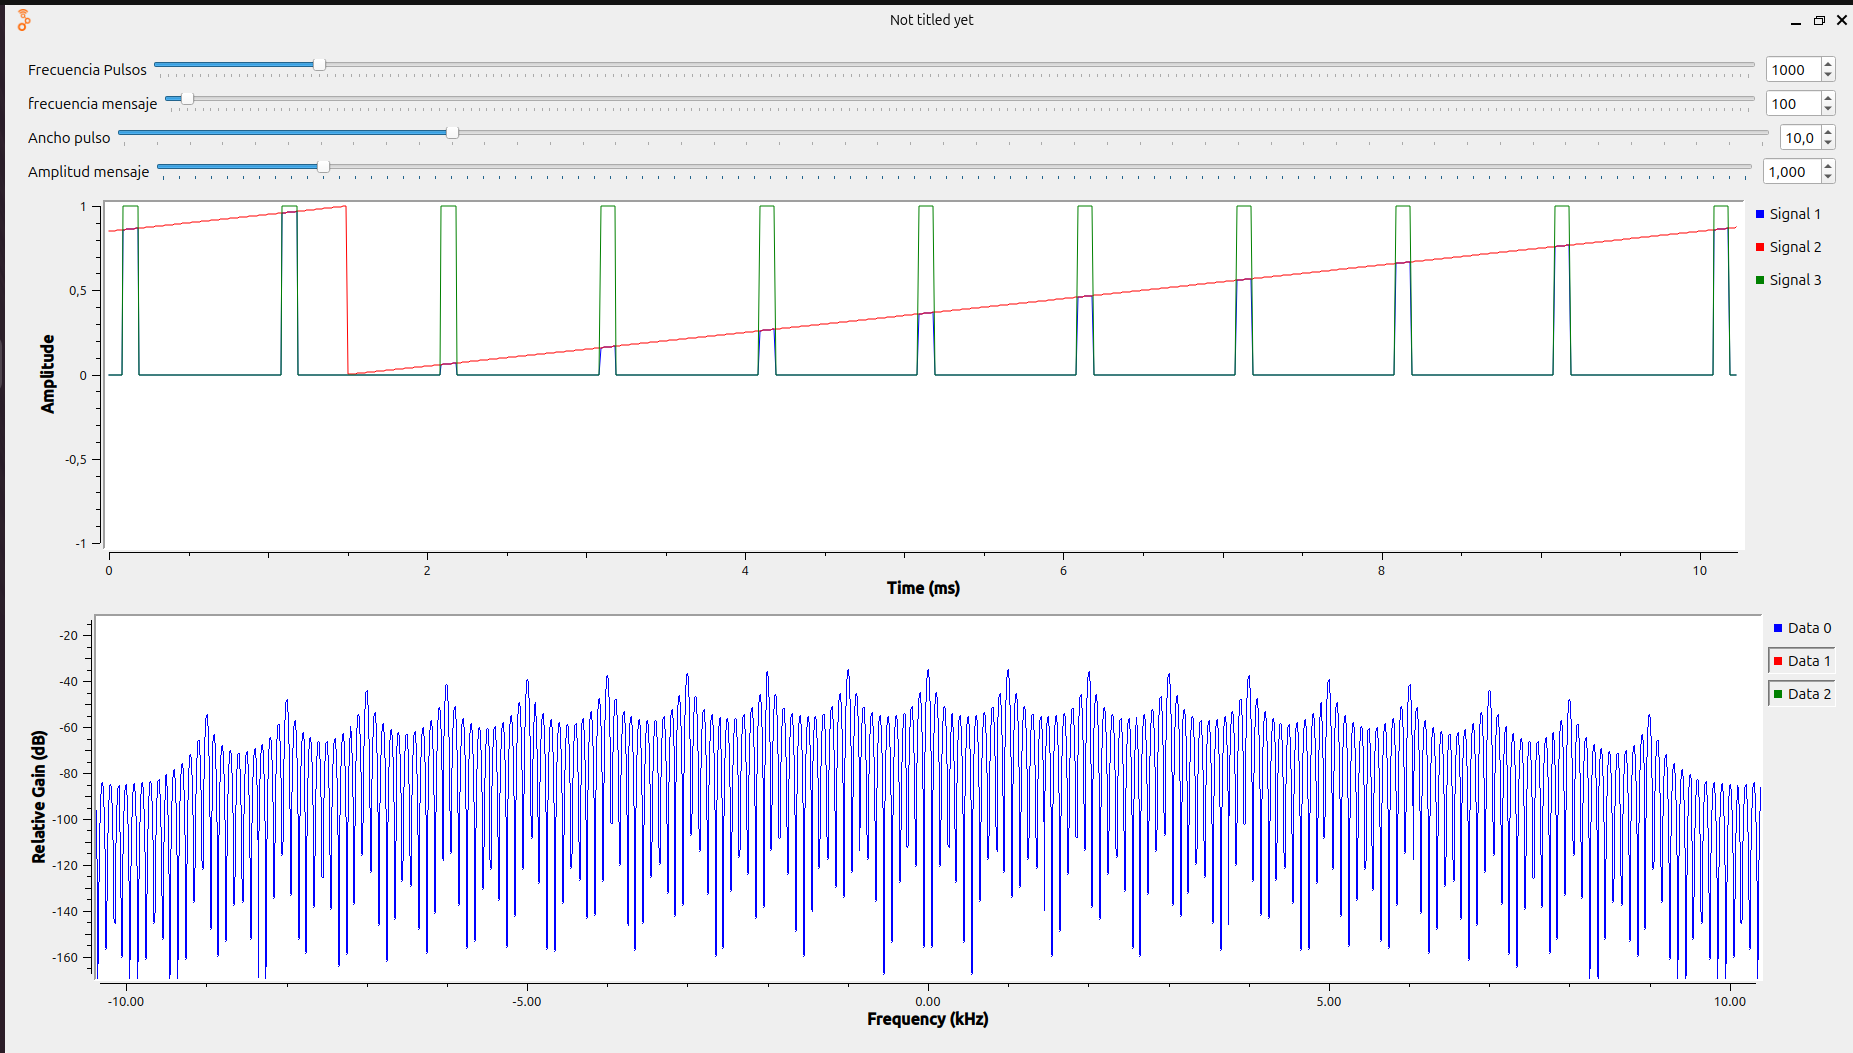 Not titled yet
Frecuencia Pulsos 1000
frecuencia mensaje 100
Ancho pulso 10,0
Amplitud mensaje 1,000
1
0,5
0
-0,5
-1
Amplitude
0 2 4 6 8 10
Time (ms)
Signal 1
Signal 2
Signal 3
-20
-40
-60
-80
-100
-120
-140
-160
Relative Gain (dB)
-10.00 -5.00 0.00 5.00 10.00
Frequency (kHz)
Data 0
Data 1
Data 2